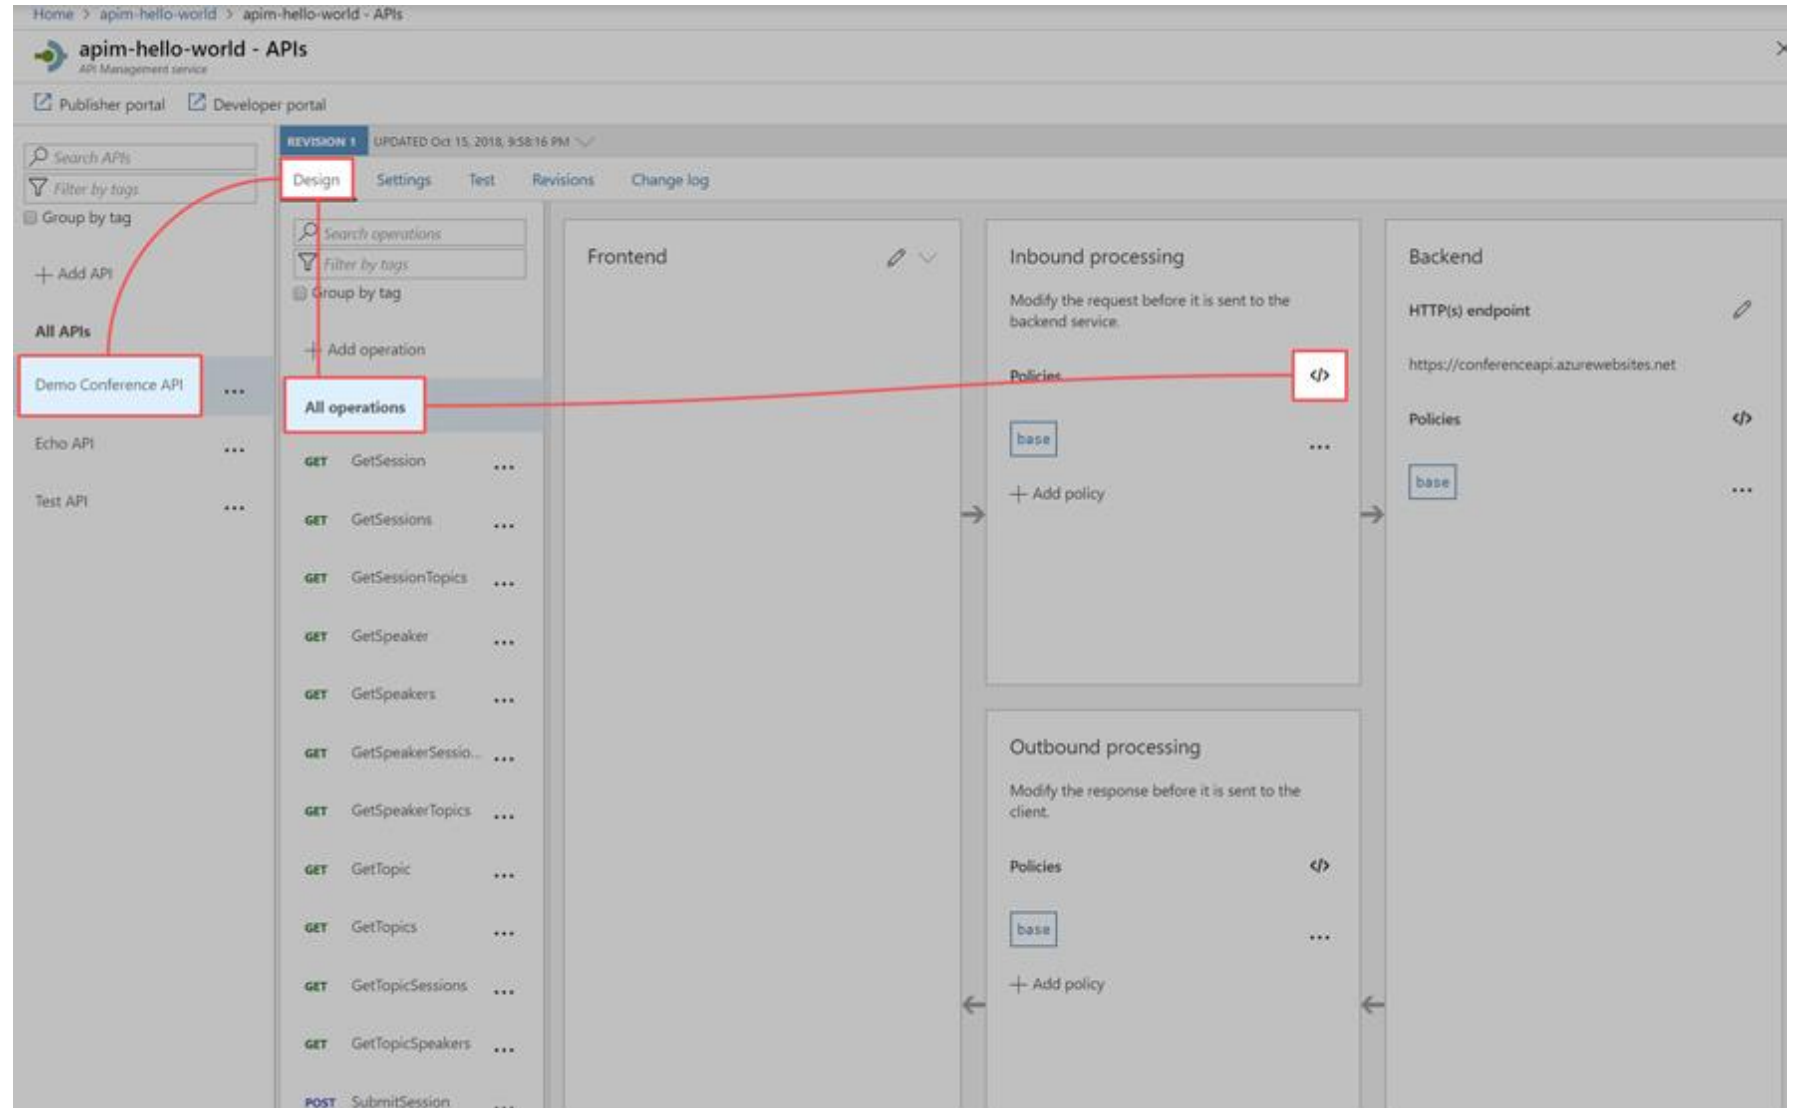 Home > apim-hello-world > apim-hello-world - APIs
apim-hello-world - APIs
API Management service
Publisher portal
Developer portal
Search APIs
Filter by tags
Group by tag
Add API
All APIs
Demo Conference API
...
Echo API
...
Test API
...
REVISION 1
UPDATED Oct 15, 2018, 9:58:16 PM
Design
Settings
Test
Revisions
Change log
Search operations
Filter by tags
Group by tag
Add operation
All operations
GET GetSession ...
GET GetSessions ...
GET GetSessionTopics ...
GET GetSpeaker ...
GET GetSpeakers ...
GET GetSpeakerSessio... ...
GET GetSpeakerTopics ...
GET GetTopic ...
GET GetTopics ...
GET GetTopicSessions ...
GET GetTopicSpeakers ...
POST SubmitSession ...
Frontend
Inbound processing
Modify the request before it is sent to the
backend service.
Policies </>
base ...
+ Add policy
Outbound processing
Modify the response before it is sent to the
client.
Policies </>
base ...
+ Add policy
Backend
HTTP(s) endpoint
https://conferenceapi.azurewebsites.net
Policies </>
base ...